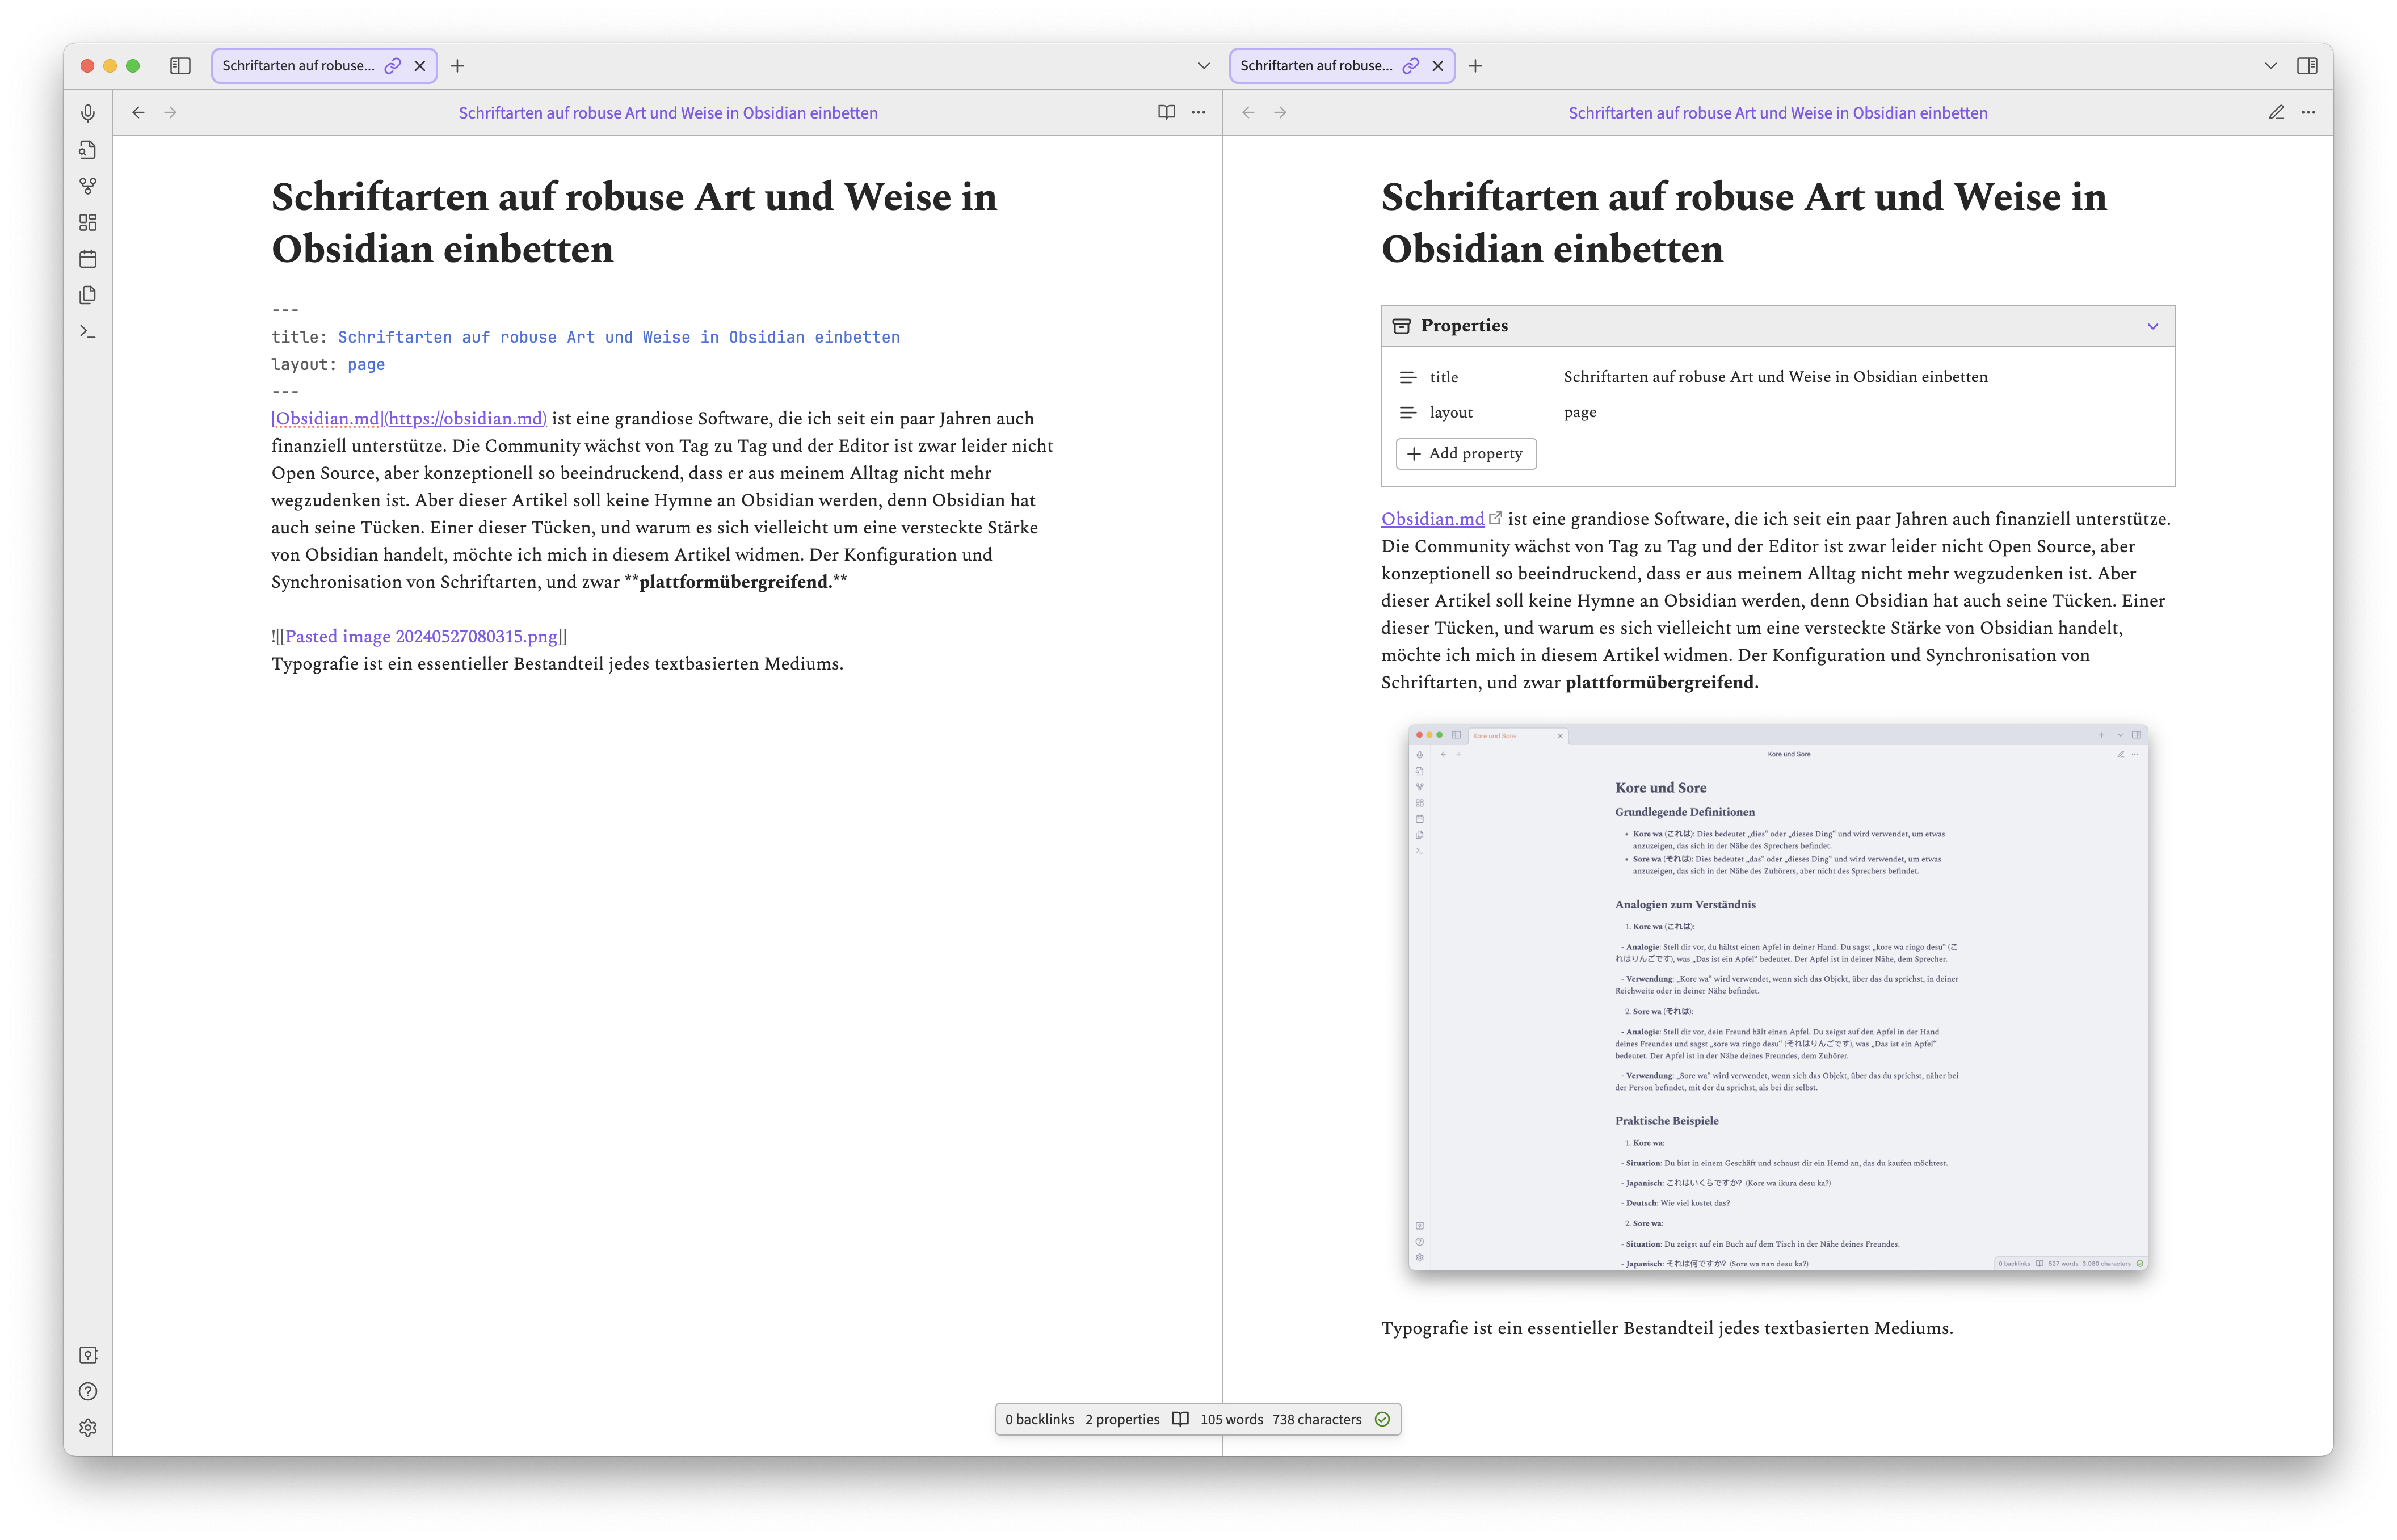 Schriftarten auf robuse...
Schriftarten auf robuse...
Schriftarten auf robuse Art und Weise in Obsidian einbetten
Schriftarten auf robuse Art und Weise in
Obsidian einbetten
---
title: Schriftarten auf robuse Art und Weise in Obsidian einbetten
layout: page
---
[Obsidian.md](https://obsidian.md) ist eine grandiose Software, die ich seit ein paar Jahren auch
finanziell unterstütze. Die Community wächst von Tag zu Tag und der Editor ist zwar leider nicht
Open Source, aber konzeptionell so beeindruckend, dass er aus meinem Alltag nicht mehr
wegzudenken ist. Aber dieser Artikel soll keine Hymne an Obsidian werden, denn Obsidian hat
auch seine Tücken. Einer dieser Tücken, und warum es sich vielleicht um eine versteckte Stärke
von Obsidian handelt, möchte ich mich in diesem Artikel widmen. Der Konfiguration und
Synchronisation von Schriftarten, und zwar **plattformübergreifend.**
![[Pasted image 20240527080315.png]]
Typografie ist ein essentieller Bestandteil jedes textbasierten Mediums.
Schriftarten auf robuse Art und Weise in Obsidian einbetten
Schriftarten auf robuse Art und Weise in
Obsidian einbetten
Properties
title Schriftarten auf robuse Art und Weise in Obsidian einbetten
layout page
Add property
Obsidian.md ist eine grandiose Software, die ich seit ein paar Jahren auch finanziell unterstütze.
Die Community wächst von Tag zu Tag und der Editor ist zwar leider nicht Open Source, aber
konzeptionell so beeindruckend, dass er aus meinem Alltag nicht mehr wegzudenken ist. Aber
dieser Artikel soll keine Hymne an Obsidian werden, denn Obsidian hat auch seine Tücken. Einer
dieser Tücken, und warum es sich vielleicht um eine versteckte Stärke von Obsidian handelt,
möchte ich mich in diesem Artikel widmen. Der Konfiguration und Synchronisation von
Schriftarten, und zwar plattformübergreifend.
Kore und Sore
Kore und Sore
Kore und Sore
Grundlegende Definitionen
• Kore wa (これは): Dies bedeutet „dies“ oder „dieses Ding“ und wird verwendet, um etwas
anzuzeigen, das sich in der Nähe des Sprechers befindet.
• Sore wa (それは): Dies bedeutet „das“ oder „dieses Ding“ und wird verwendet, um etwas
anzuzeigen, das sich in der Nähe des Zuhörers, aber nicht des Sprechers befindet.
Analogien zum Verständnis
1. Kore wa (これは):
- Analogie: Stell dir vor, du hältst einen Apfel in deiner Hand. Du sagst „kore wa ringo desu“ (こ
れはりんごです), was „Das ist ein Apfel“ bedeutet. Der Apfel ist in deiner Nähe, dem Sprecher.
- Verwendung: „Kore wa“ wird verwendet, wenn sich das Objekt, über das du sprichst, in deiner
Reichweite oder in deiner Nähe befindet.
2. Sore wa (それは):
- Analogie: Stell dir vor, dein Freund hält einen Apfel. Du zeigst auf den Apfel in der Hand
deines Freundes und sagst „sore wa ringo desu“ (それはりんごです), was „Das ist ein Apfel“
bedeutet. Der Apfel ist in der Nähe deines Freundes, dem Zuhörer.
- Verwendung: „Sore wa“ wird verwendet, wenn sich das Objekt, über das du sprichst, näher bei
der Person befindet, mit der du sprichst, als bei dir selbst.
Praktische Beispiele
1. Kore wa:
- Situation: Du bist in einem Geschäft und schaust dir ein Hemd an, das du kaufen möchtest.
- Japanisch: これはいくらですか? (Kore wa ikura desu ka?)
- Deutsch: Wie viel kostet das?
2. Sore wa:
- Situation: Du zeigst auf ein Buch auf dem Tisch in der Nähe deines Freundes.
- Japanisch: それは何ですか? (Sore wa nan desu ka?)
0 backlinks 527 words 3.080 characters
Typografie ist ein essentieller Bestandteil jedes textbasierten Mediums.
0 backlinks 2 properties 105 words 738 characters